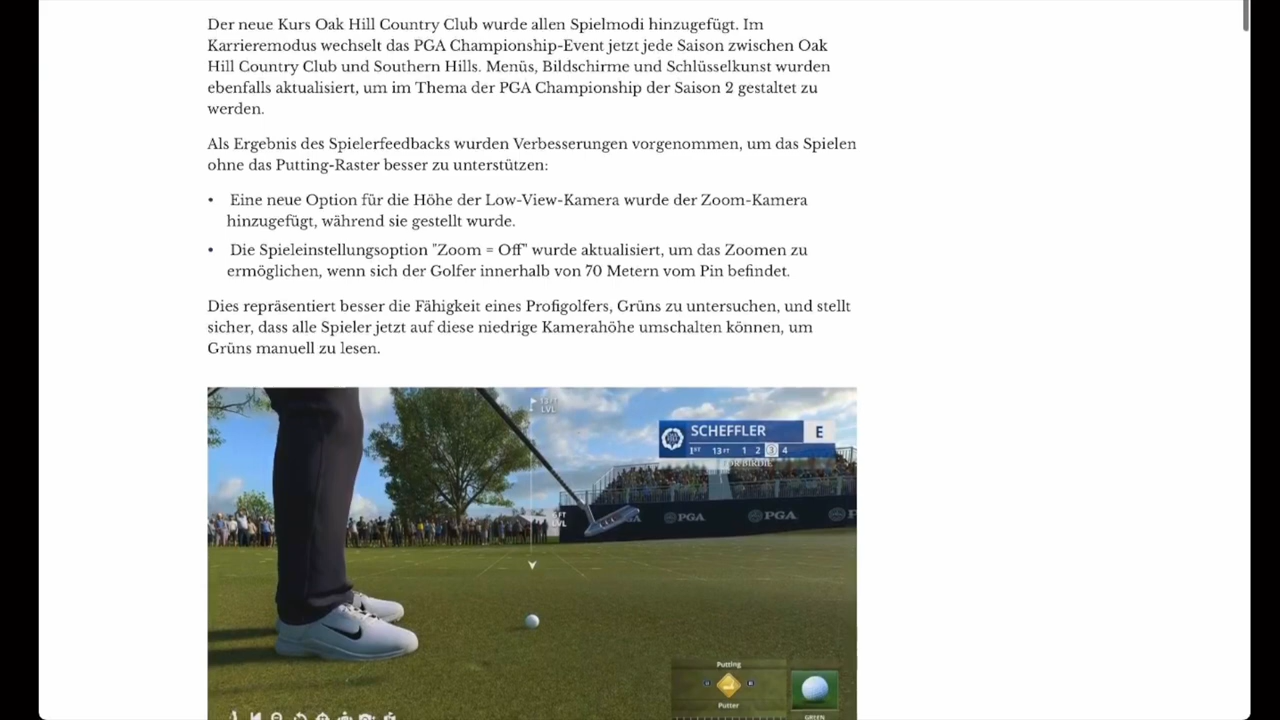 Der neue Kurs Oak Hill Country Club wurde allen Spielmodi hinzugefügt. Im
Karrieremodus wechselt das PGA Championship-Event jetzt jede Saison zwischen Oak
Hill Country Club und Southern Hills. Menüs, Bildschirme und Schlüsselkunst wurden
ebenfalls aktualisiert, um im Thema der PGA Championship der Saison 2 gestaltet zu
werden.
Als Ergebnis des Spielerfeedbacks wurden Verbesserungen vorgenommen, um das Spielen
ohne das Putting-Raster besser zu unterstützen:
• Eine neue Option für die Höhe der Low-View-Kamera wurde der Zoom-Kamera
hinzugefügt, während sie gestellt wurde.
• Die Spieleinstellungsoption "Zoom = Off" wurde aktualisiert, um das Zoomen zu
ermöglichen, wenn sich der Golfer innerhalb von 70 Metern vom Pin befindet.
Dies repräsentiert besser die Fähigkeit eines Profigolfers, Grüns zu untersuchen, und stellt
sicher, dass alle Spieler jetzt auf diese niedrige Kamerahöhe umschalten können, um
Grüns manuell zu lesen.
13 FT
LVL
SCHEFFLER E
1ST 13 FT 1 2 3 4
BIRDIE
FT
LVL
PGA PGA
Putting
Putter
GREEN